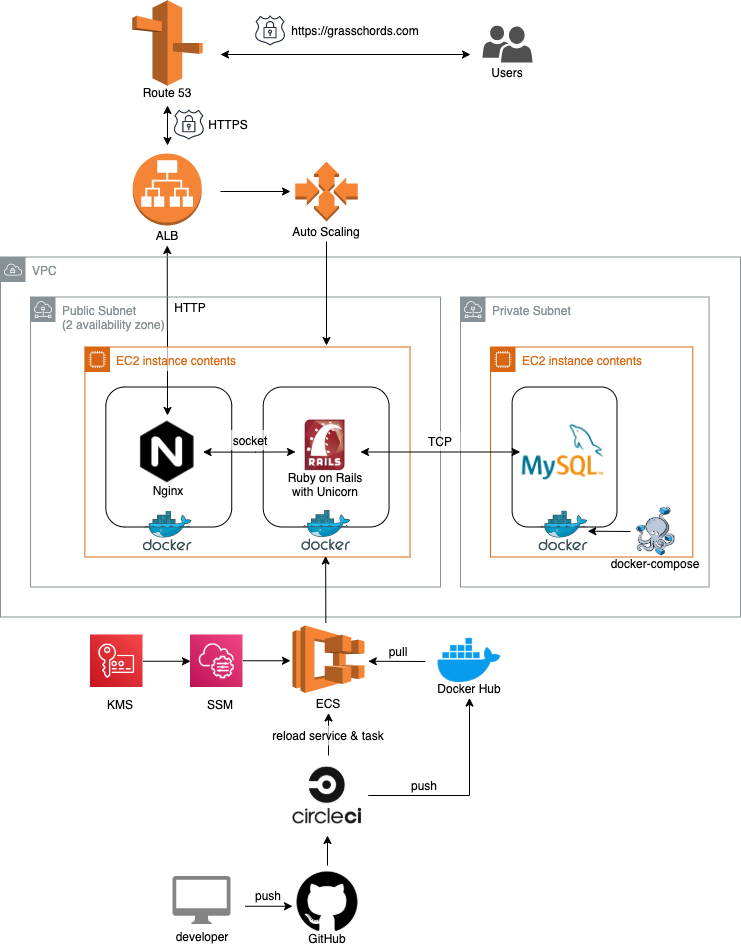 https://grasschords.com
Users
Route 53
HTTPS
ALB
Auto Scaling
VPC
Public Subnet
(2 availability zone)
HTTP
Private Subnet
EC2 instance contents
EC2 instance contents
socket
TCP
RAILS
MySQL
Nginx
Ruby on Rails
with Unicorn
docker
docker
docker
docker-compose
pull
KMS
SSM
ECS
Docker Hub
reload service & task
push
circleci
push
developer
GitHub